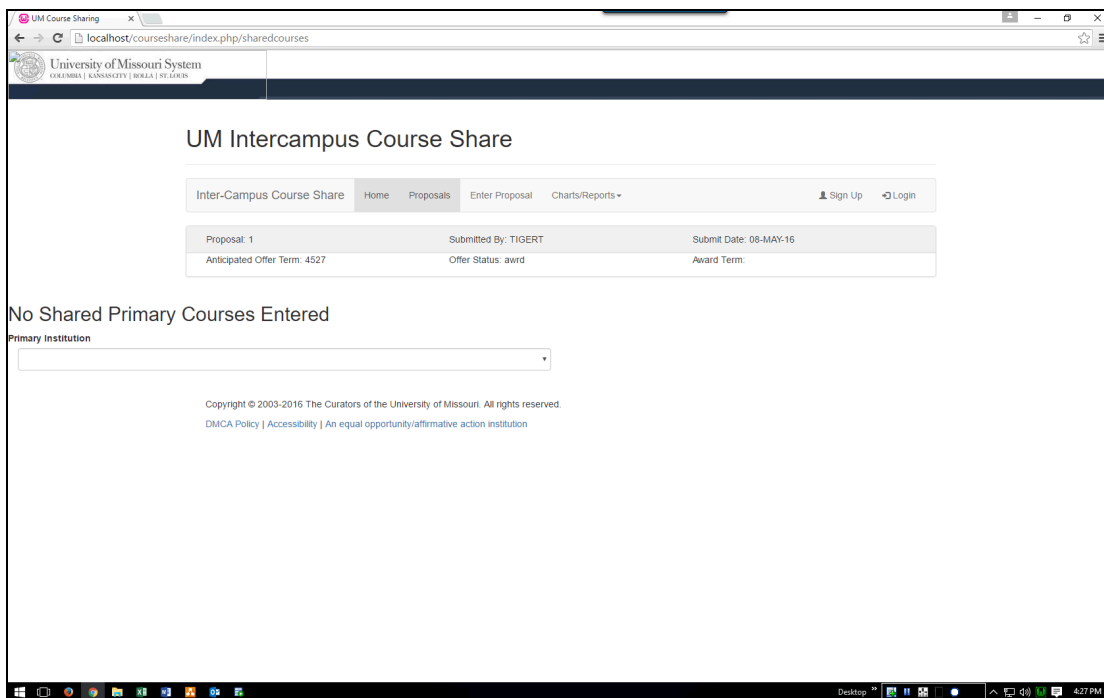 UM Course Sharing
localhost/courseshare/index.php/sharedcourses
University of Missouri System
COLUMBIA | KANSAS CITY | ROLLA | ST. LOUIS
UM Intercampus Course Share
Inter-Campus Course Share Home Proposals Enter Proposal Charts/Reports Sign Up Login
Proposal: 1 Submitted By: TIGERT Submit Date: 08-MAY-16
Anticipated Offer Term: 4527 Offer Status: awrd Award Term:
No Shared Primary Courses Entered
Primary Institution
Copyright © 2003-2016 The Curators of the University of Missouri. All rights reserved.
DMCA Policy | Accessibility | An equal opportunity/affirmative action institution
Desktop 4:27 PM